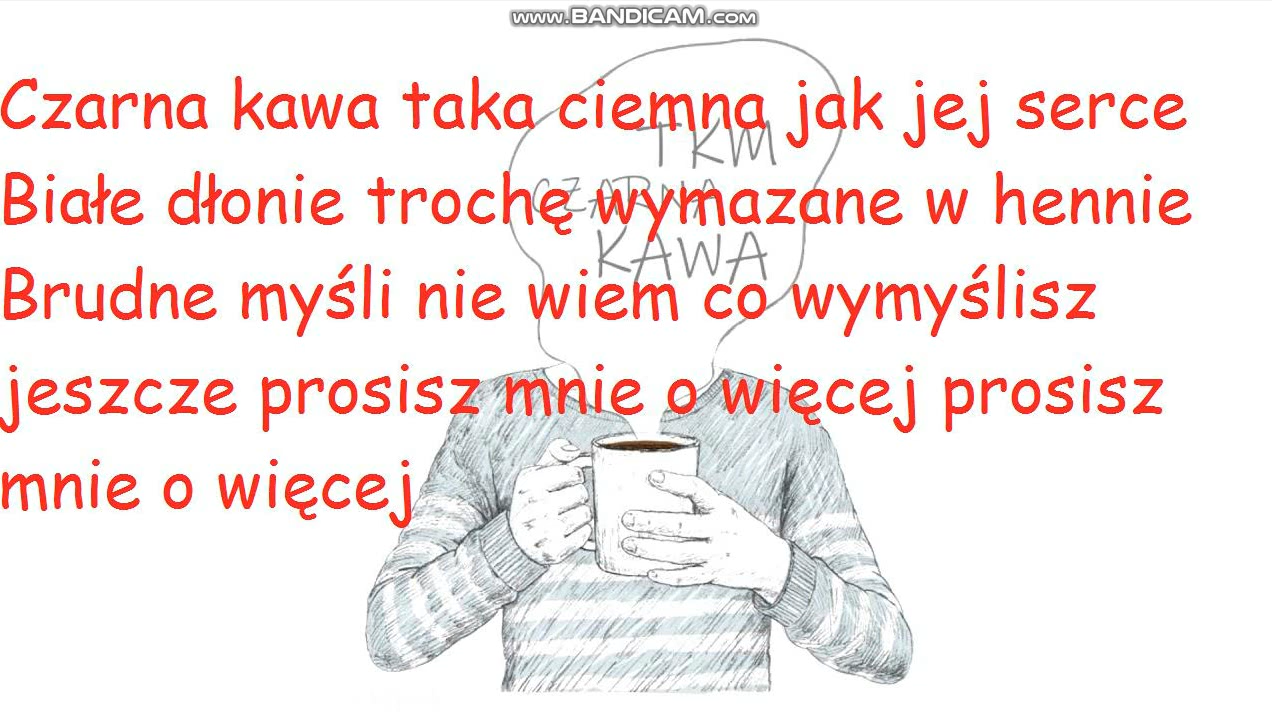 www.BANDICAM.com
Czarna kawa taka ciemna jak jej serce
TKM
Białe dłonie trochę wymazane w hennie
CZARNA
KAWA
Brudne myśli nie wiem co wymyślisz
jeszcze prosisz mnie o więcej prosisz
mnie o więcej